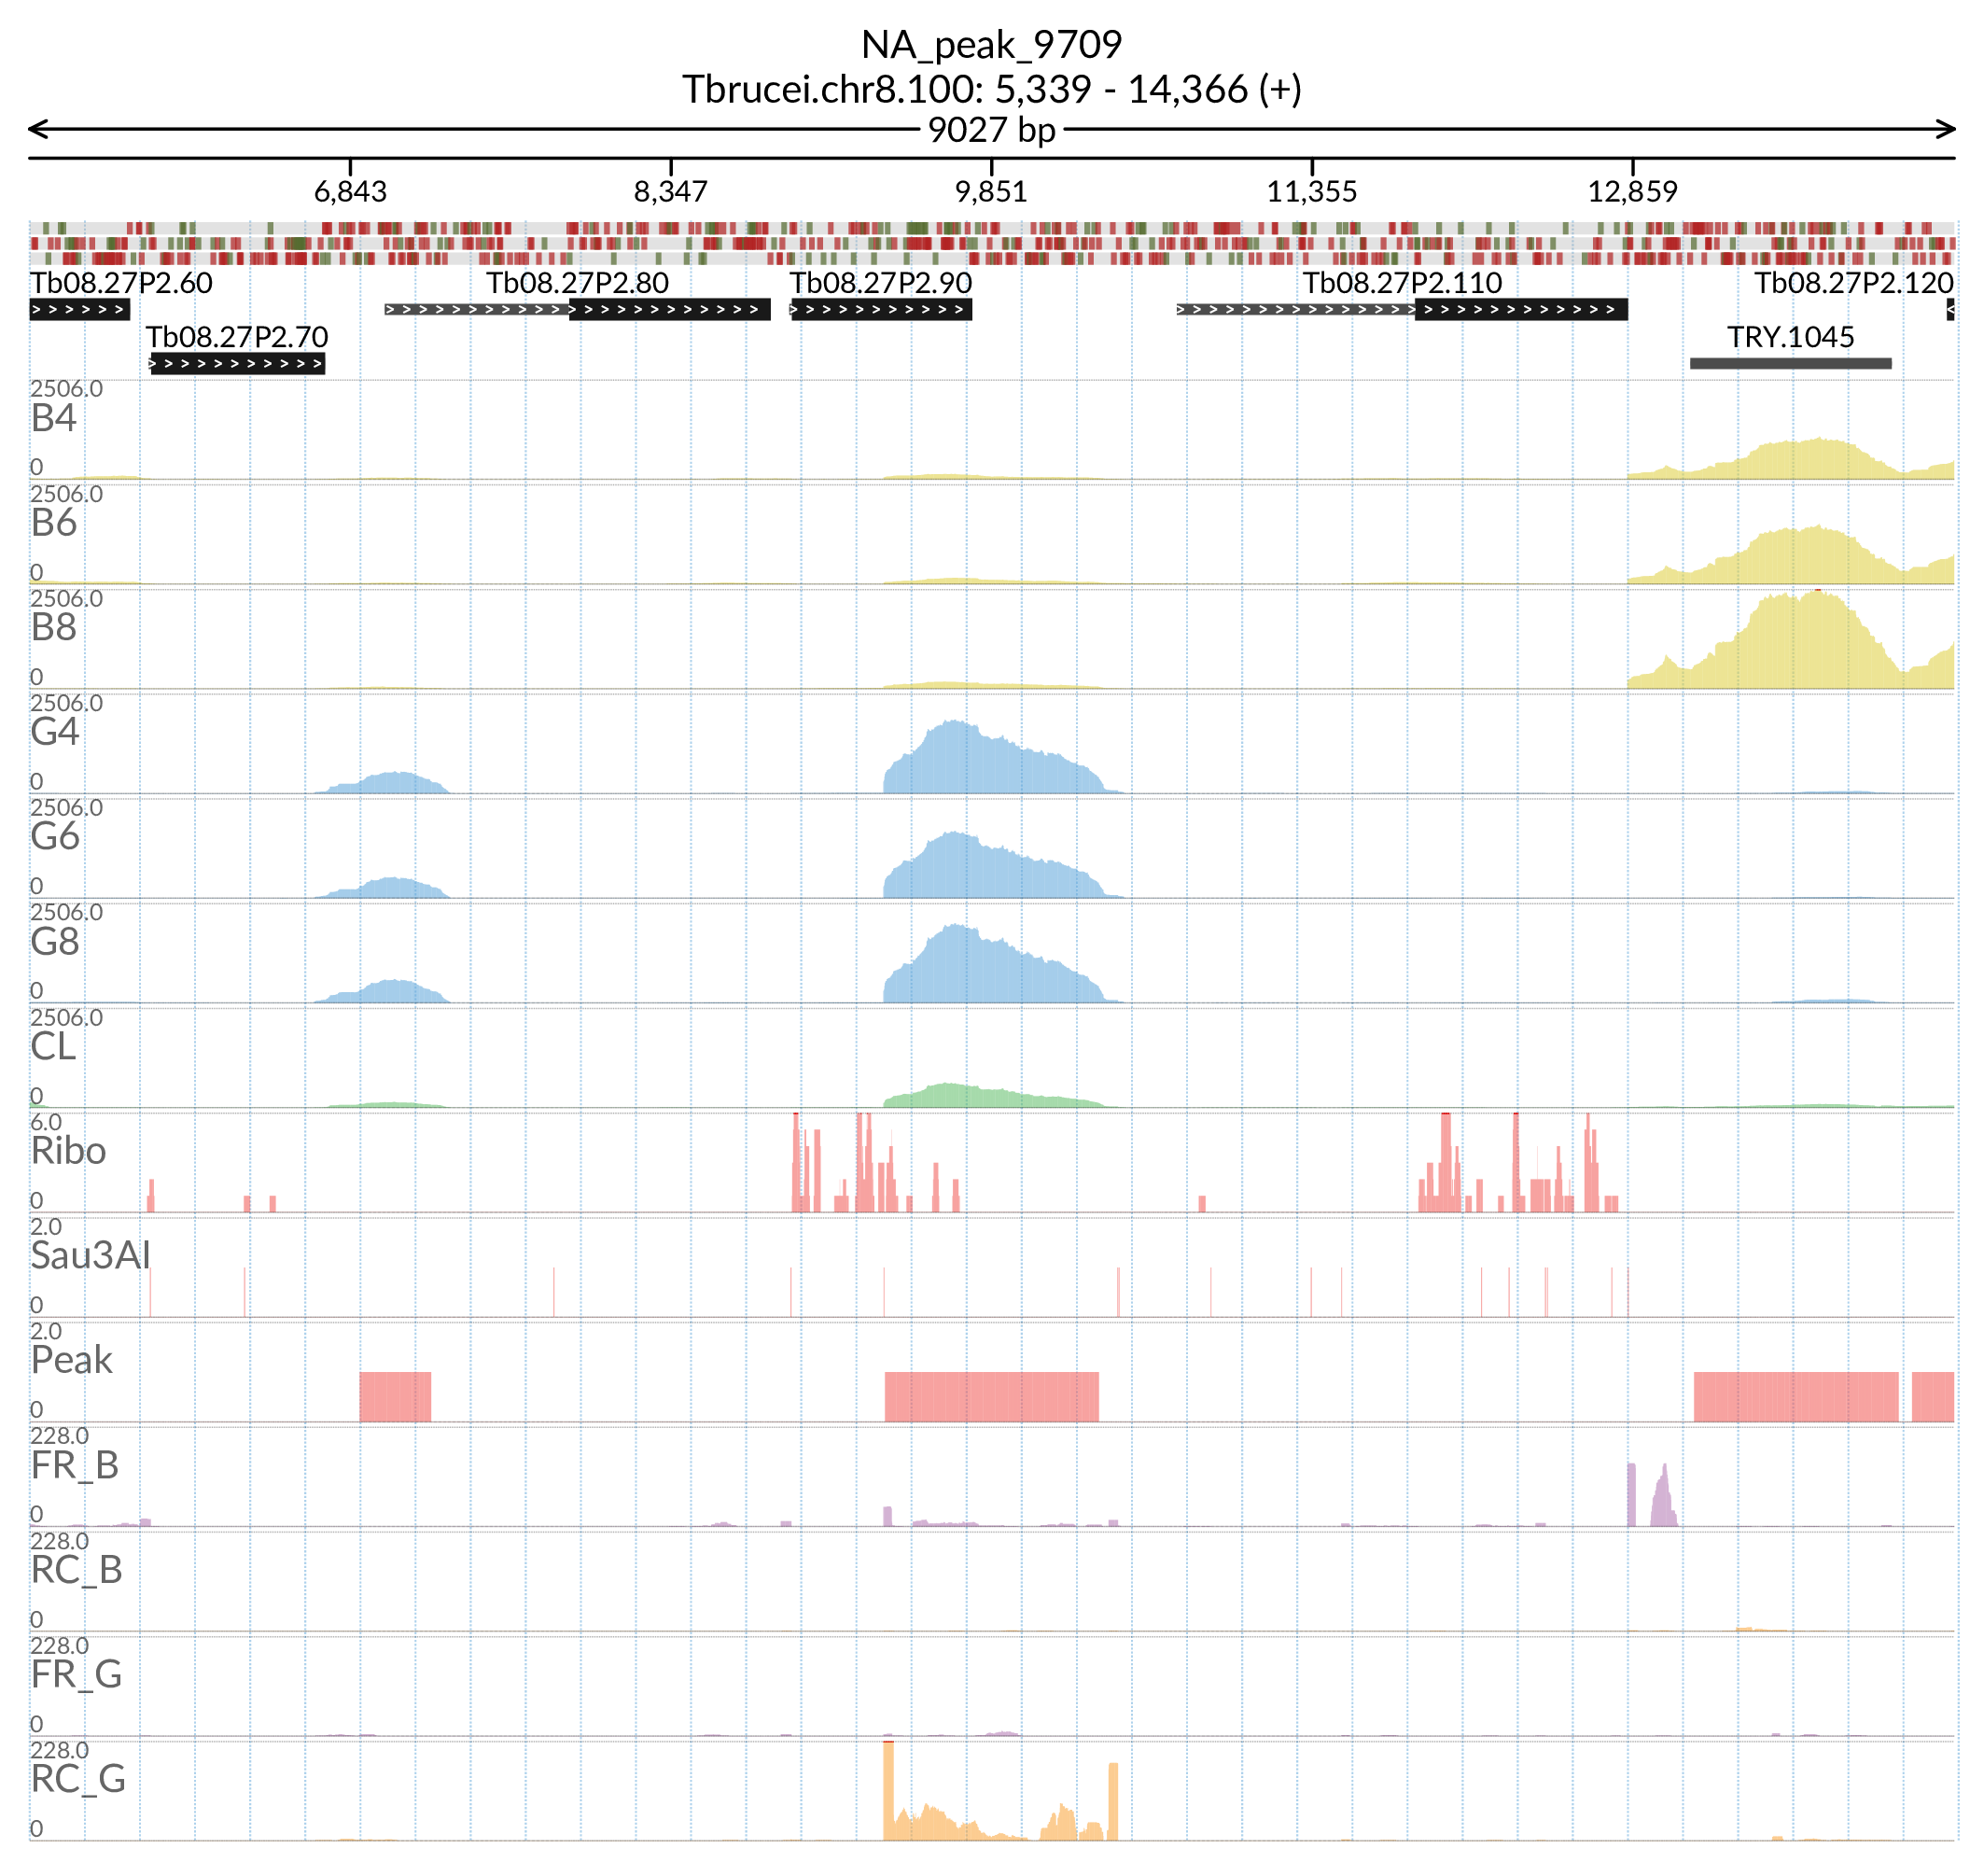 NA_peak_9709
Tbrucei.chr8.100: 5,339 - 14,366 (+)
9027 bp
6,843 8,347 9,851 11,355 12,859
Tb08.27P2.60 Tb08.27P2.80 Tb08.27P2.90 Tb08.27P2.110 Tb08.27P2.120
Tb08.27P2.70 TRY.1045
2506.0
B4
0
2506.0
B6
0
2506.0
B8
0
2506.0
G4
0
2506.0
G6
0
2506.0
G8
0
2506.0
CL
0
6.0
Ribo
0
2.0
Sau3AI
0
2.0
Peak
0
228.0
FR_B
0
228.0
RC_B
0
228.0
FR_G
0
228.0
RC_G
0